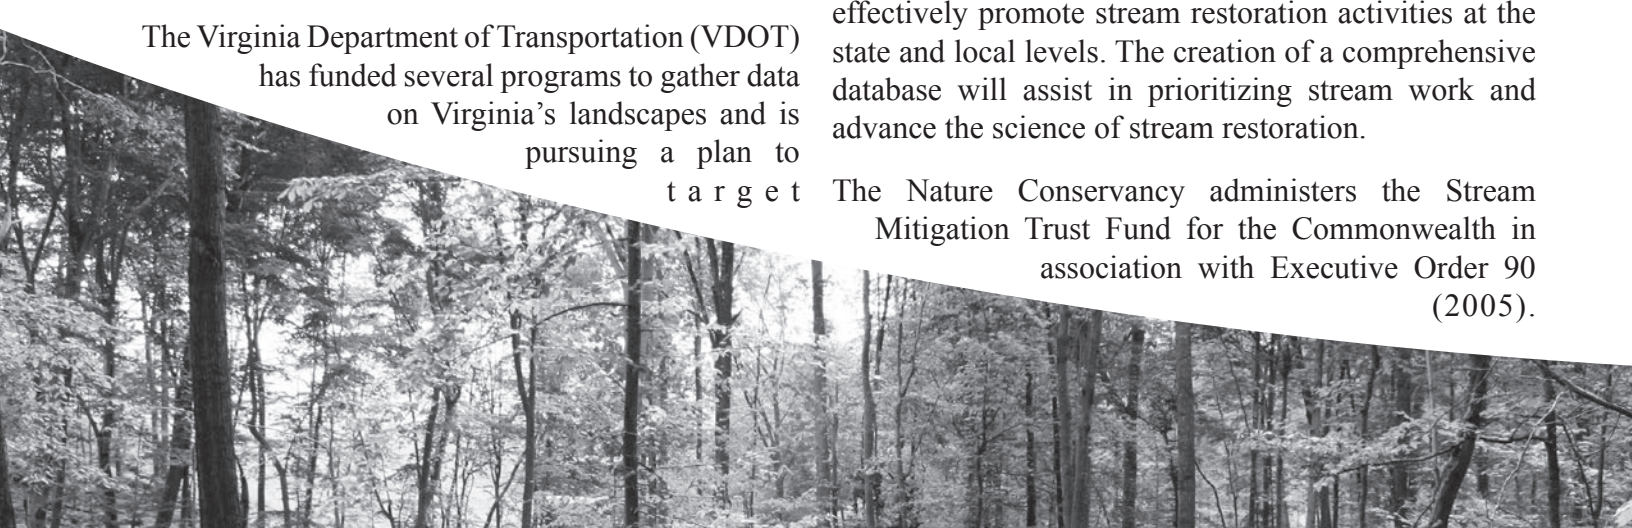 The Virginia Department of Transportation (VDOT)
has funded several programs to gather data
on Virginia’s landscapes and is
pursuing a plan to
target
effectively promote stream restoration activities at the
state and local levels. The creation of a comprehensive
database will assist in prioritizing stream work and
advance the science of stream restoration.
The Nature Conservancy administers the Stream
Mitigation Trust Fund for the Commonwealth in
association with Executive Order 90
(2005).